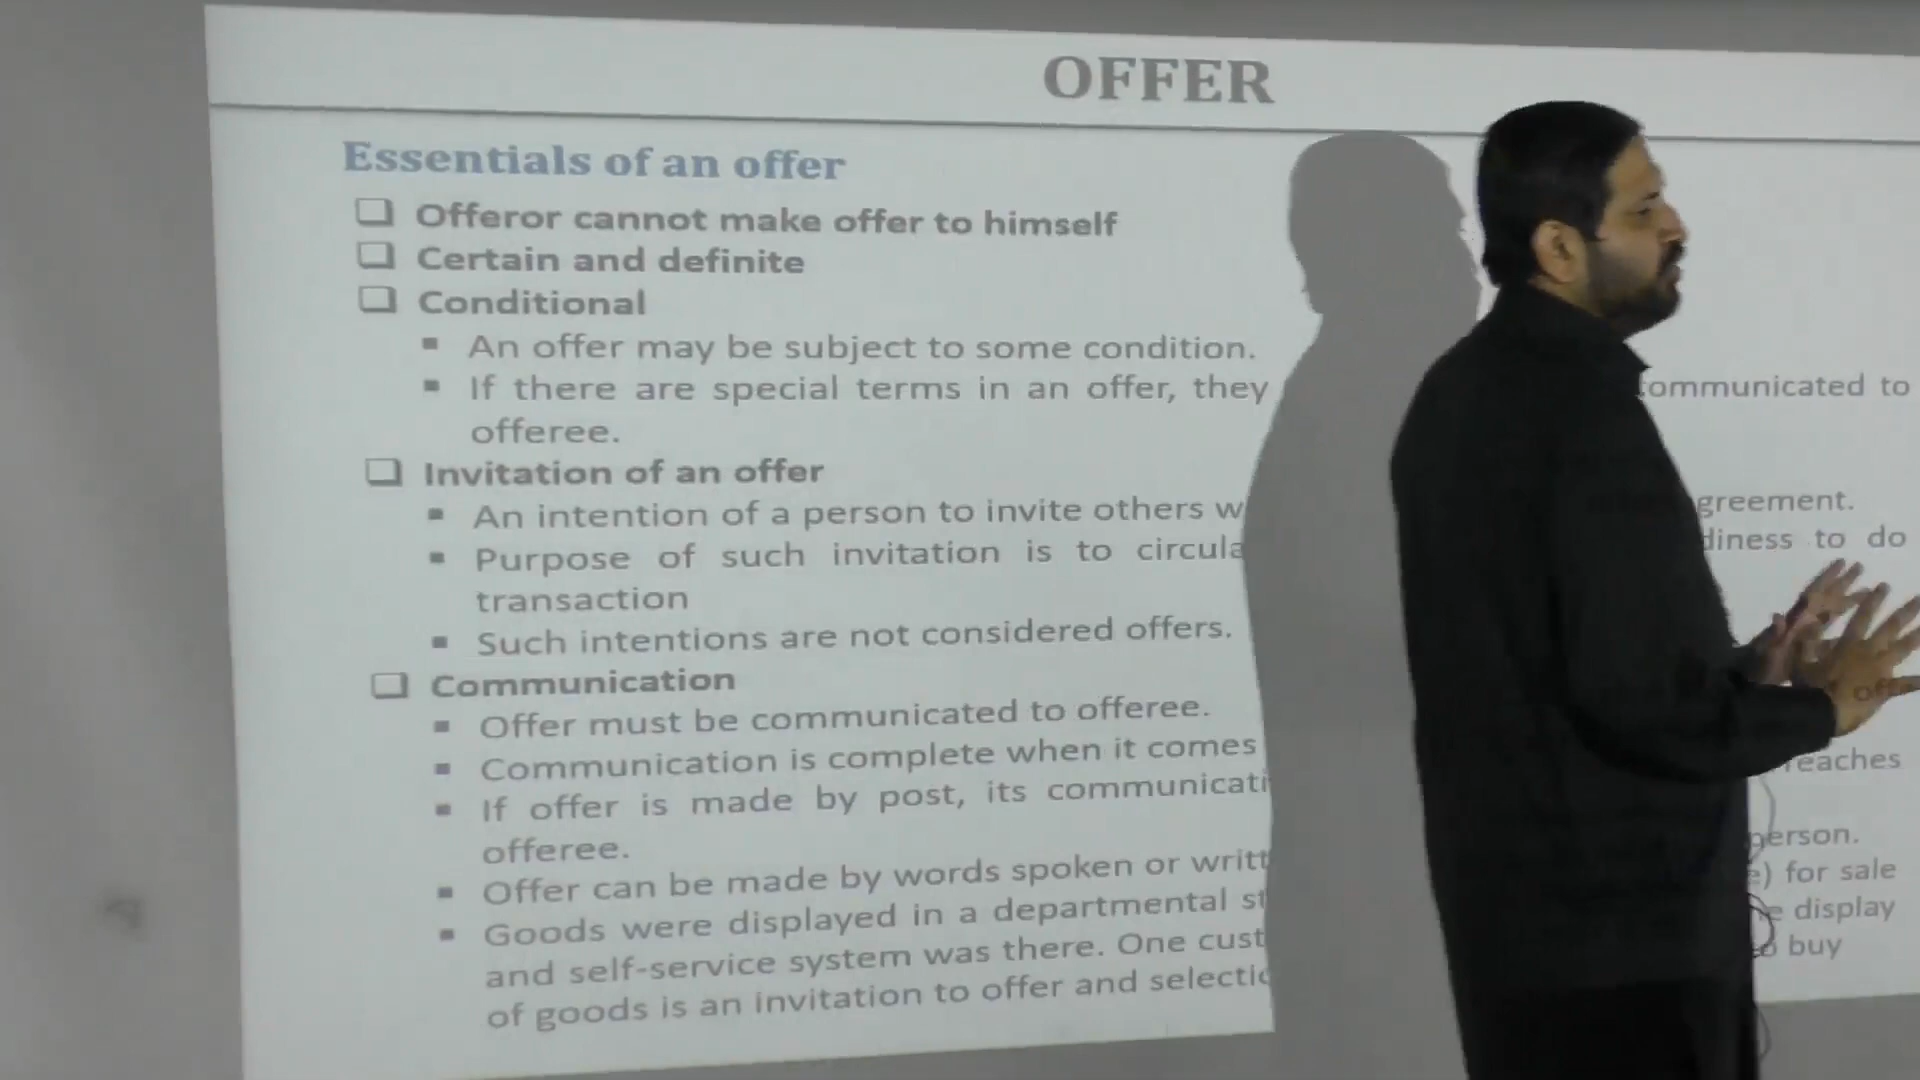 OFFER
Essentials of an offer
Offeror cannot make offer to himself
Certain and definite
Conditional
An offer may be subject to some condition.
If there are special terms in an offer, they communicated to
offeree.
Invitation of an offer
An intention of a person to invite others greement.
Purpose of such invitation is to circula diness to do
transaction
Such intentions are not considered offers.
Communication
Offer must be communicated to offeree.
Communication is complete when it comes
If offer is made by post, its communicati reaches
offeree.
Offer can be made by words spoken or writt person.
Goods were displayed in a departmental st e) for sale
and self-service system was there. One cust e display
of goods is an invitation to offer and selectio o buy